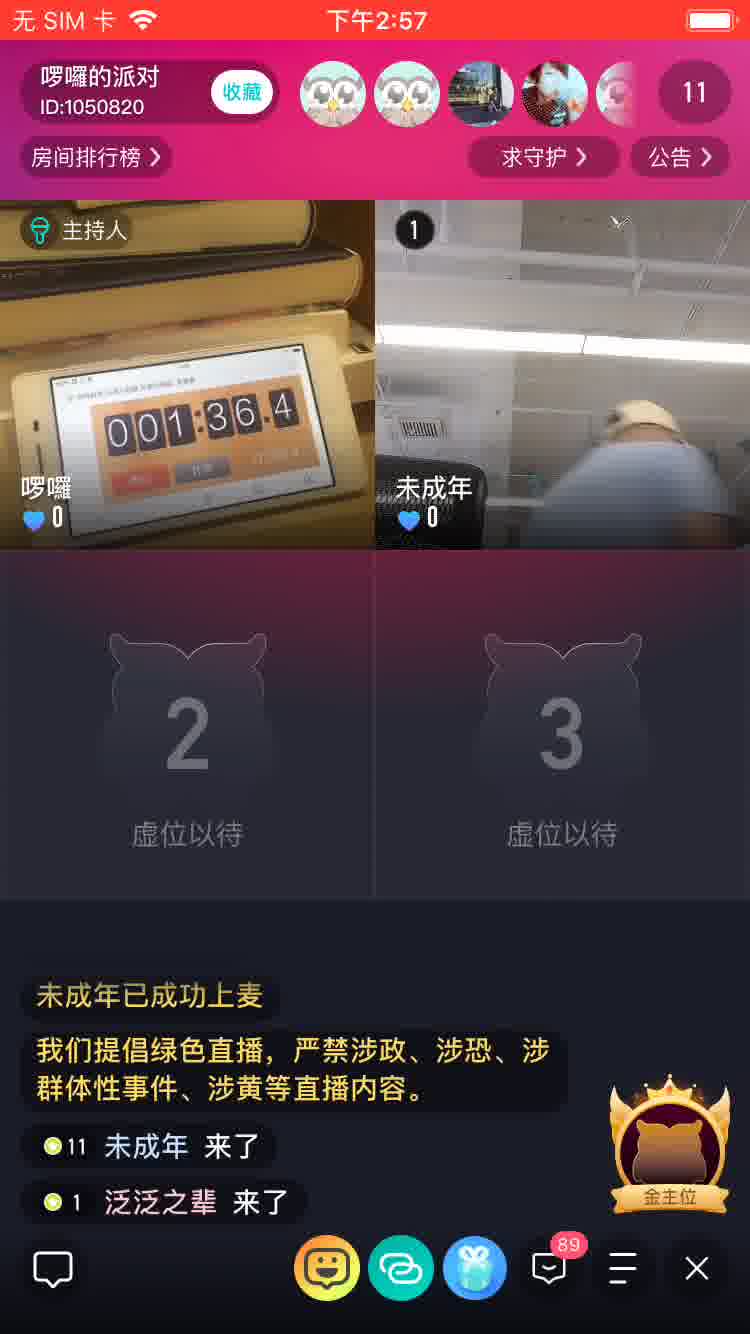 无 SIM 卡
下午2:57
啰囉的派对
ID:1050820
收藏
11
房间排行榜
求守护
公告
主持人
1
001:36.4
啰囉
0
未成年
0
2
3
虚位以待
虚位以待
未成年已成功上麦
我们提倡绿色直播，严禁涉政、涉恐、涉
群体性事件、涉黄等直播内容。
11 未成年 来了
1 泛泛之辈 来了
金主位
89